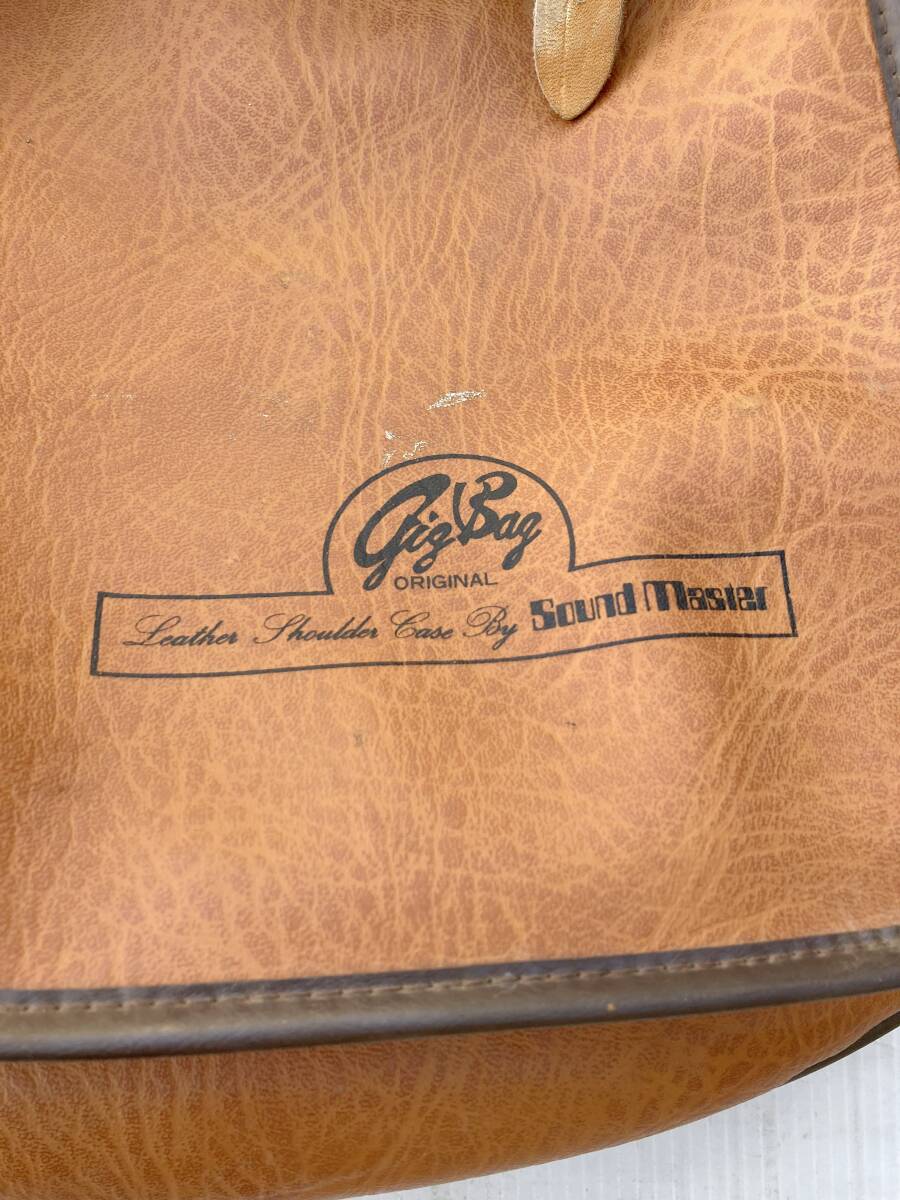 Gig Bag
ORIGINAL
Leather Shoulder Case By Sound Master